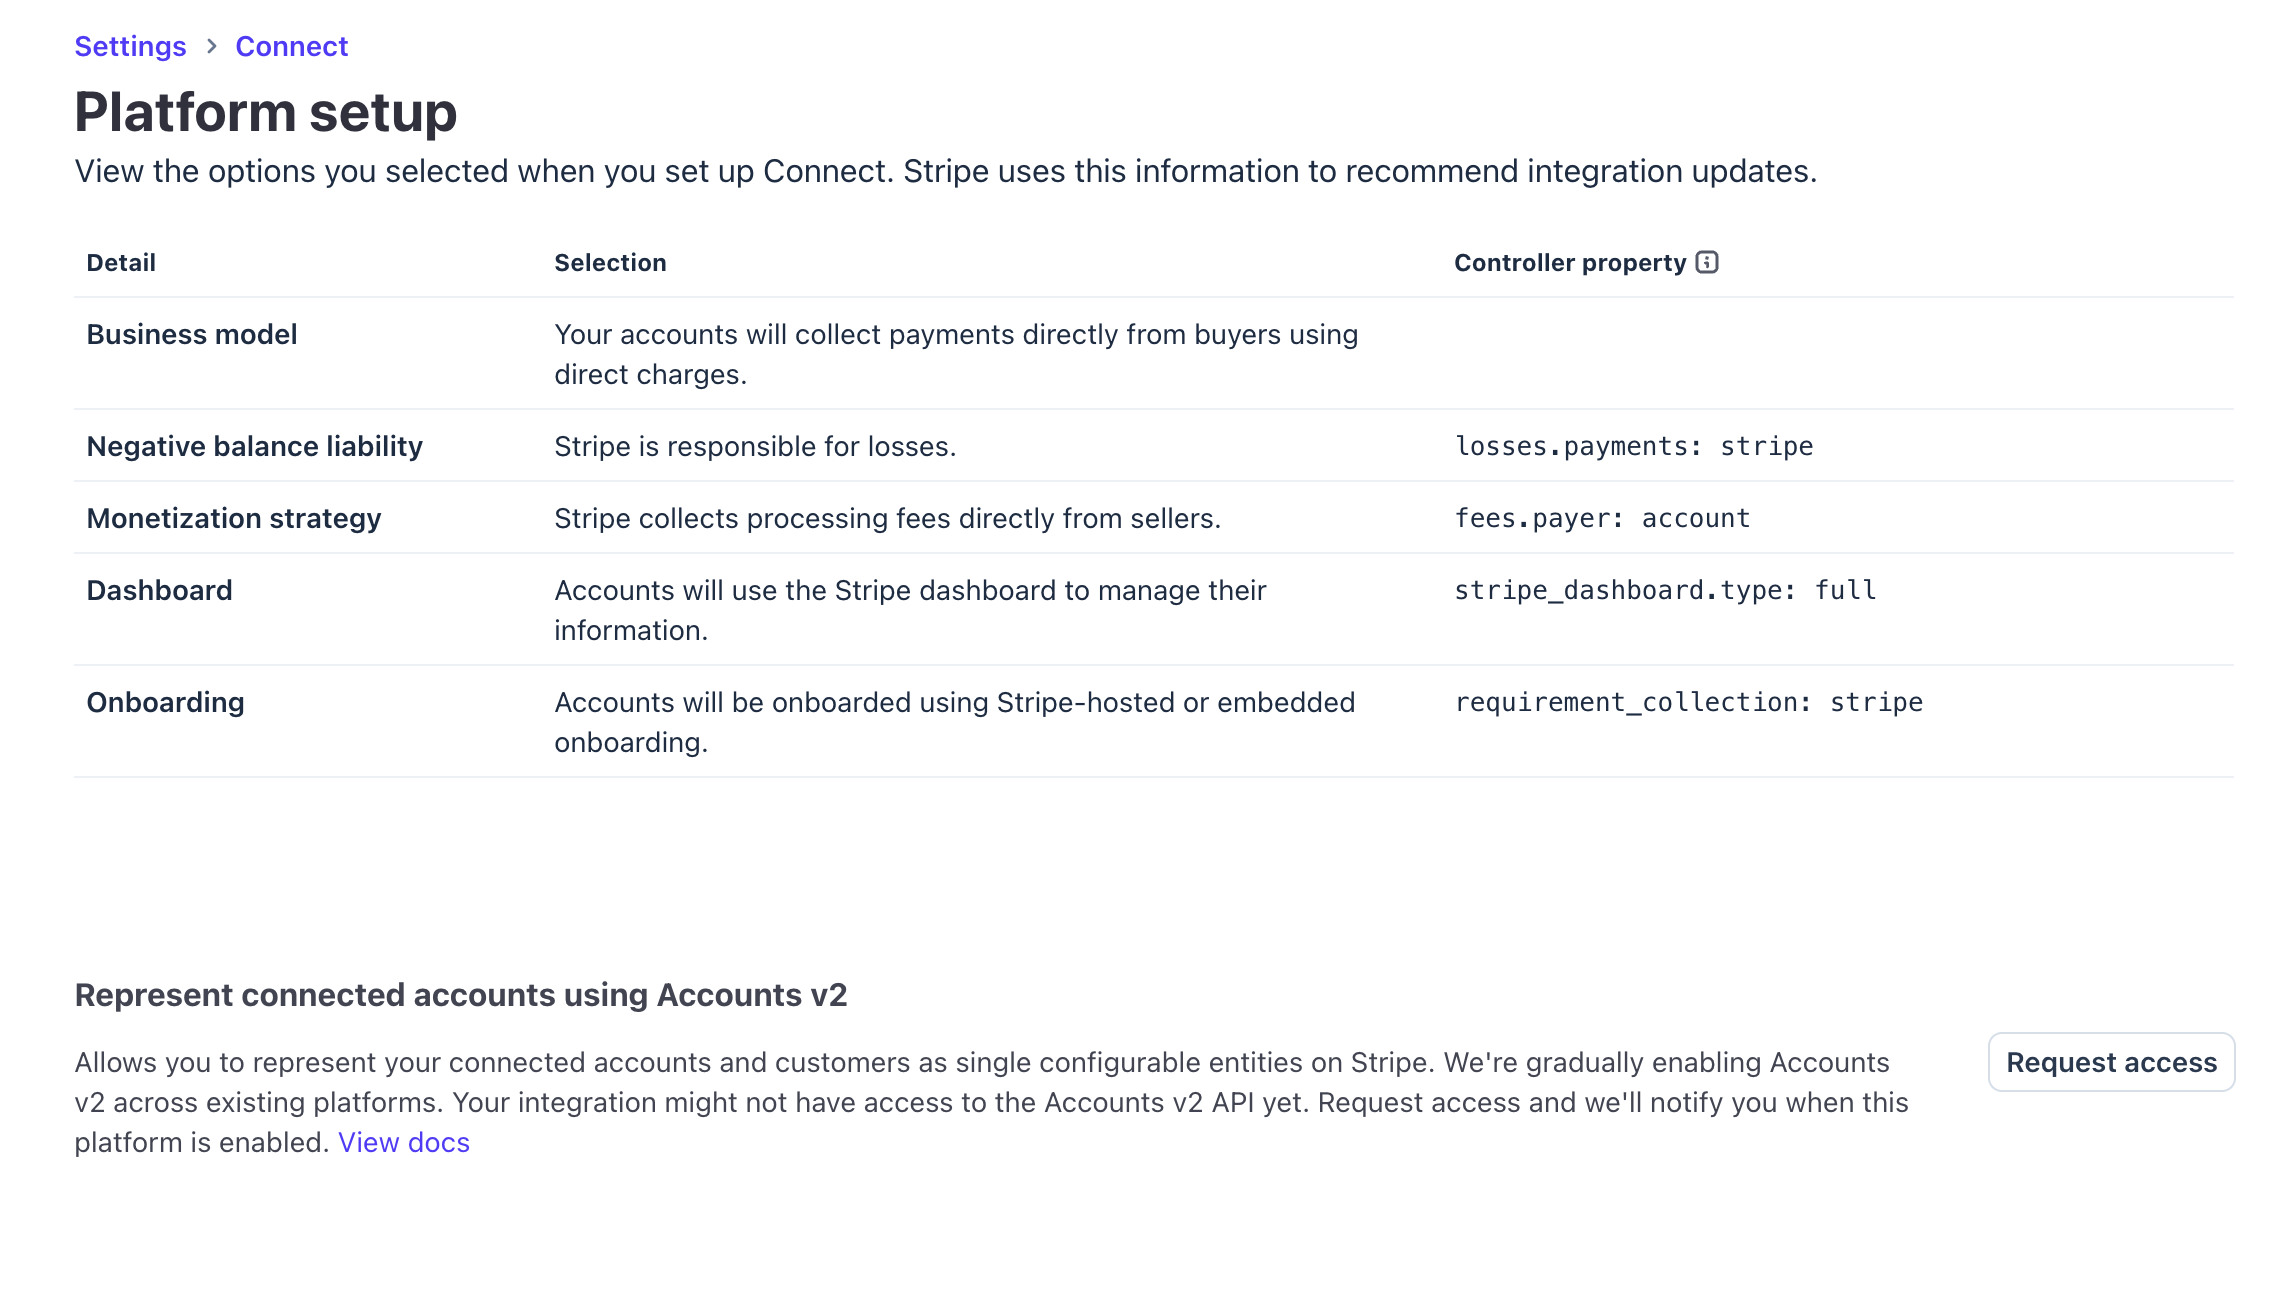 Settings > Connect
Platform setup
View the options you selected when you set up Connect. Stripe uses this information to recommend integration updates.
Detail Selection Controller property
Business model Your accounts will collect payments directly from buyers using
direct charges.
Negative balance liability Stripe is responsible for losses. losses.payments: stripe
Monetization strategy Stripe collects processing fees directly from sellers. fees.payer: account
Dashboard Accounts will use the Stripe dashboard to manage their stripe_dashboard.type: full
information.
Onboarding Accounts will be onboarded using Stripe-hosted or embedded requirement_collection: stripe
onboarding.
Represent connected accounts using Accounts v2
Allows you to represent your connected accounts and customers as single configurable entities on Stripe. We're gradually enabling Accounts
v2 across existing platforms. Your integration might not have access to the Accounts v2 API yet. Request access and we'll notify you when this
platform is enabled. View docs
Request access